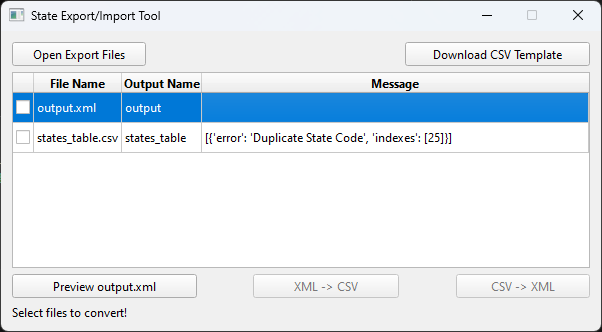 State Export/Import Tool
Open Export Files
Download CSV Template
File Name Output Name Message
output.xml output
states_table.csv states_table [{'error': 'Duplicate State Code', 'indexes': [25]}]
Preview output.xml
XML -> CSV
CSV -> XML
Select files to convert!